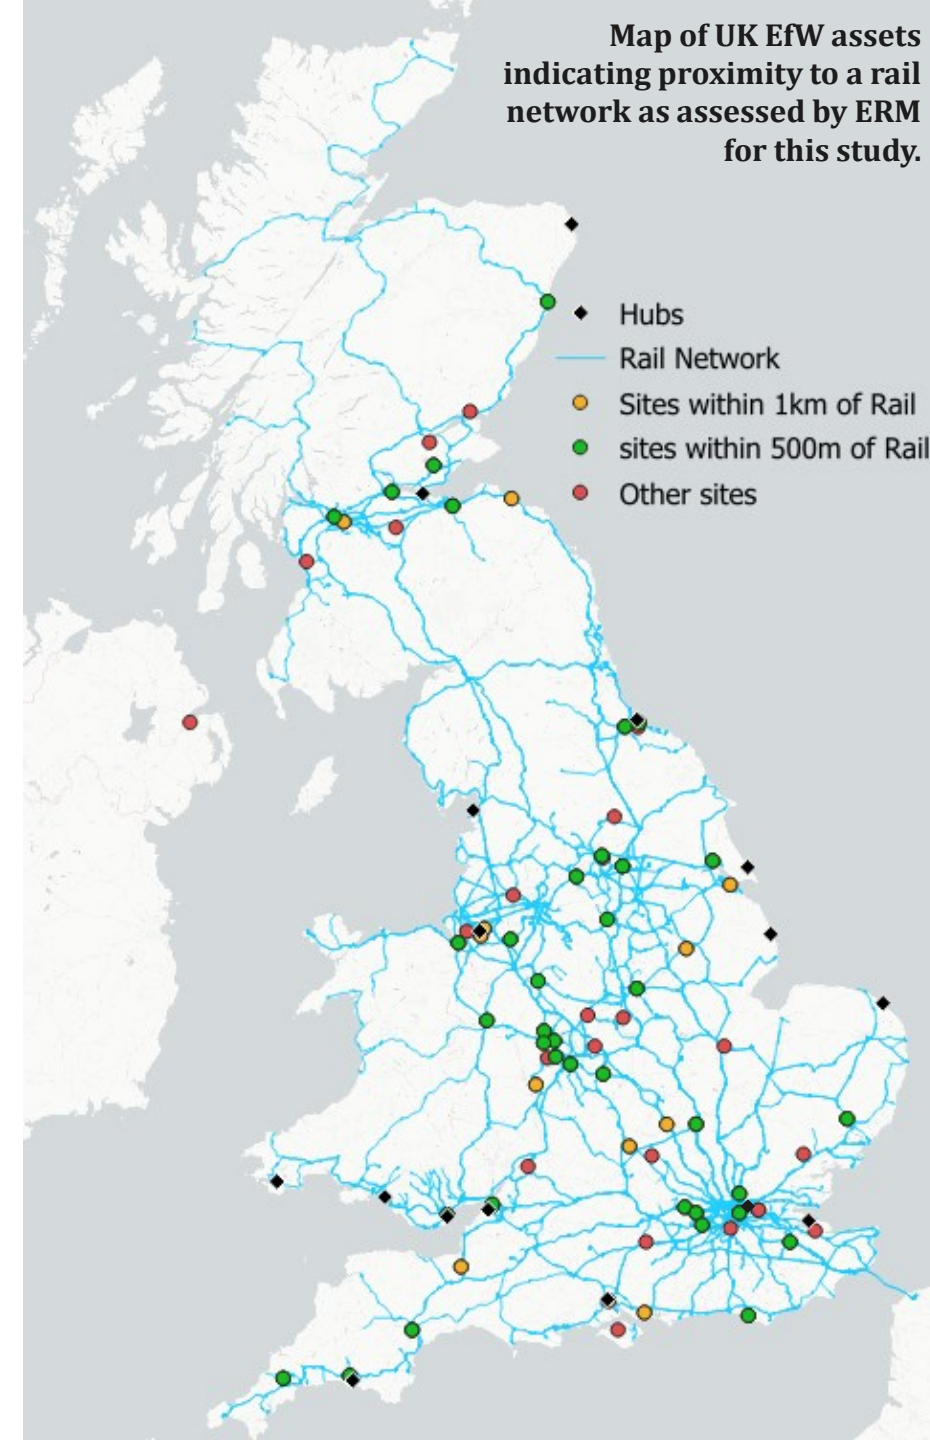 Map of UK EfW assets
indicating proximity to a rail
network as assessed by ERM
for this study.
Hubs
Rail Network
Sites within 1km of Rail
sites within 500m of Rail
Other sites